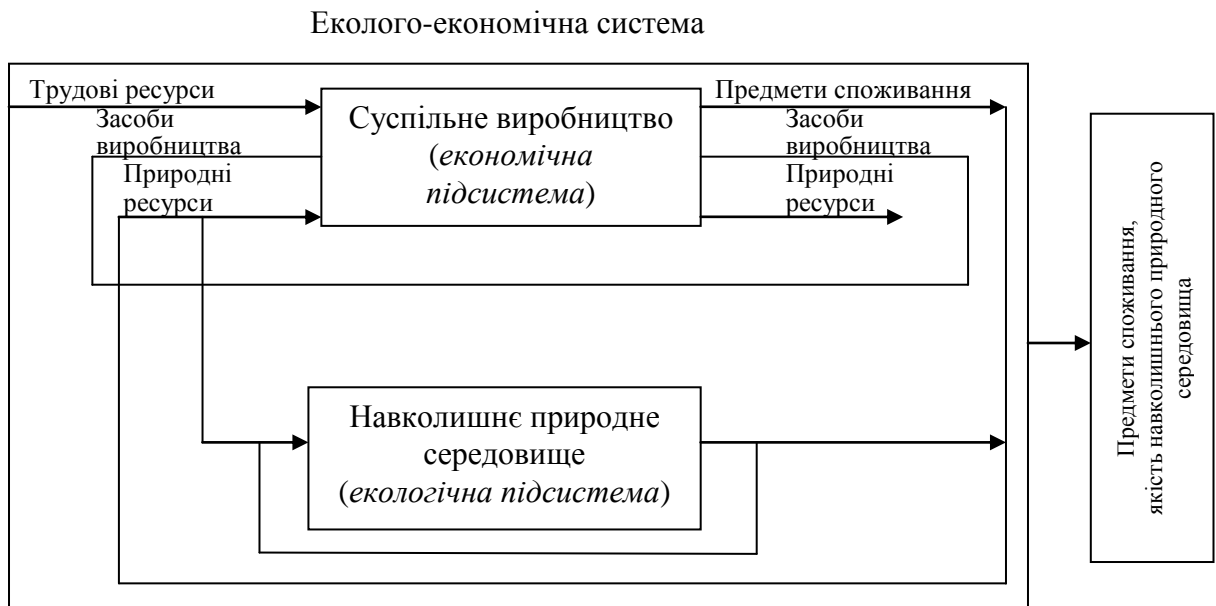 Еколого-економічна система
Трудові ресурси
Засоби
виробництва
Природні
ресурси
Суспільне виробництво
(економічна
підсистема)
Предмети споживання
Засоби
виробництва
Природні
ресурси
Навколишнє природне
середовище
(екологічна підсистема)
Предмети споживання,
якість навколишнього природного
середовища